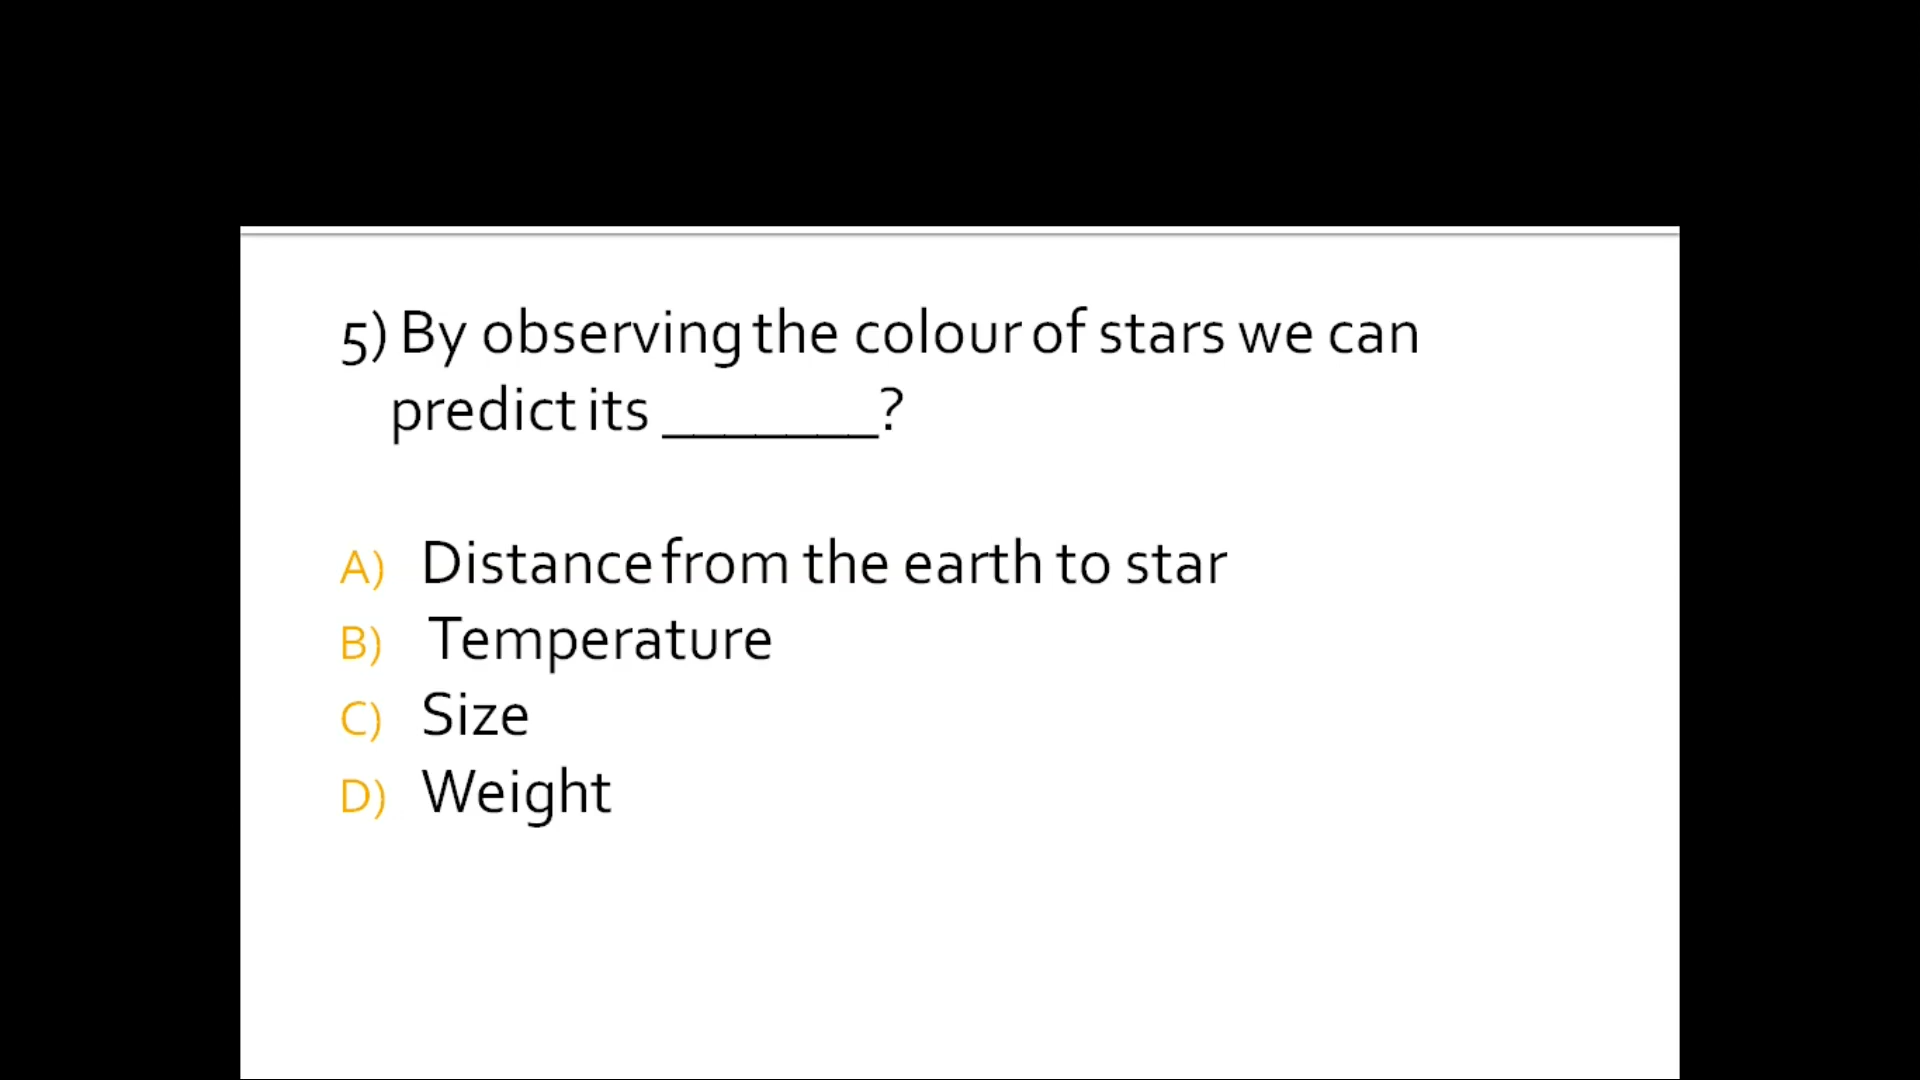 5) By observing the colour of stars we can
predict its _______?
A) Distance from the earth to star
B) Temperature
C) Size
D) Weight